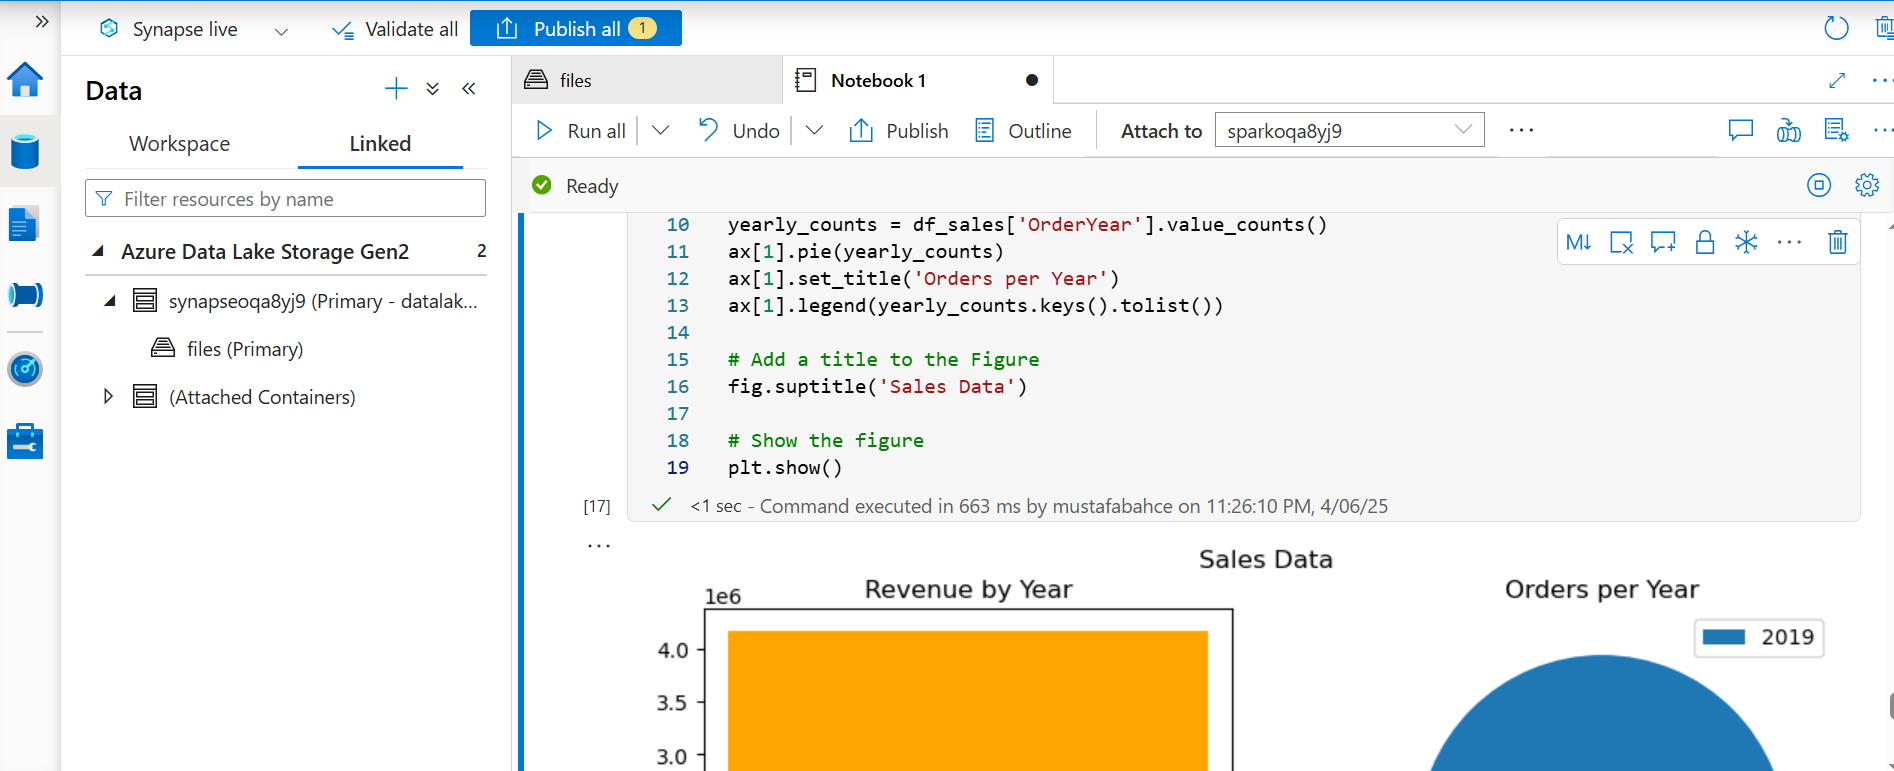 Synapse live
Validate all
Publish all 1
Data
Workspace
Linked
Filter resources by name
Azure Data Lake Storage Gen2 2
synapseoqa8yj9 (Primary - datalak...
files (Primary)
(Attached Containers)
files
Notebook 1
Run all
Undo
Publish
Outline
Attach to
sparkoqa8yj9
Ready
M↓
10 yearly_counts = df_sales['OrderYear'].value_counts()
11 ax[1].pie(yearly_counts)
12 ax[1].set_title('Orders per Year')
13 ax[1].legend(yearly_counts.keys().tolist())
14
15 # Add a title to the Figure
16 fig.suptitle('Sales Data')
17
18 # Show the figure
19 plt.show()
[17] <1 sec - Command executed in 663 ms by mustafabahce on 11:26:10 PM, 4/06/25
Sales Data
Revenue by Year
1e6
4.0
3.5
3.0
Orders per Year
2019